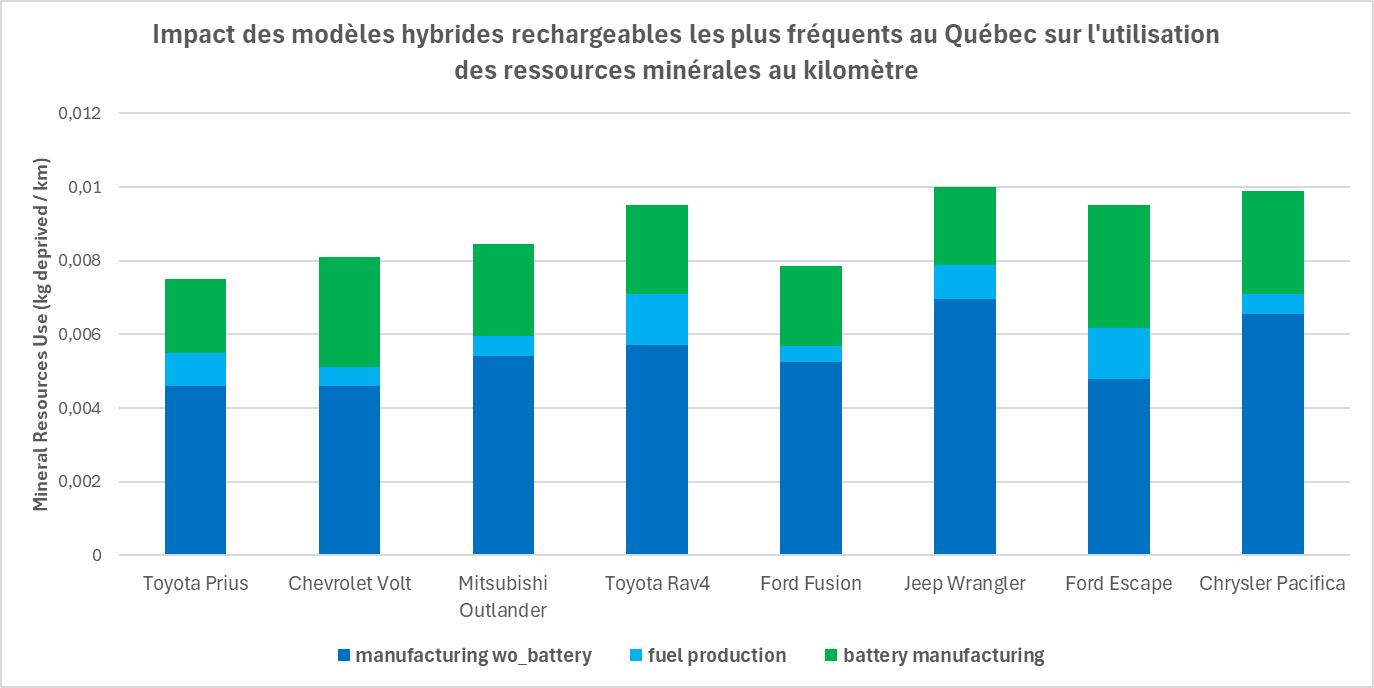 Impact des modèles hybrides rechargeables les plus fréquents au Québec sur l'utilisation
des ressources minérales au kilomètre
Mineral Resources Use (kg deprived / km)
0,012
0,01
0,008
0,006
0,004
0,002
0
Toyota Prius
Chevrolet Volt
Mitsubishi
Outlander
Toyota Rav4
Ford Fusion
Jeep Wrangler
Ford Escape
Chrysler Pacifica
manufacturing wo_battery
fuel production
battery manufacturing